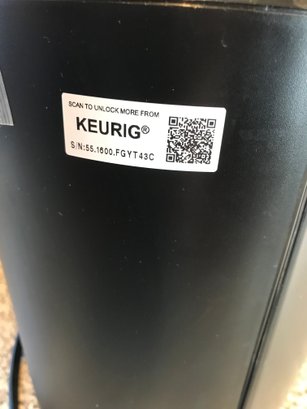 SCAN TO UNLOCK MORE FROM
KEURIG®
S/N:55.1600.FGYT43C